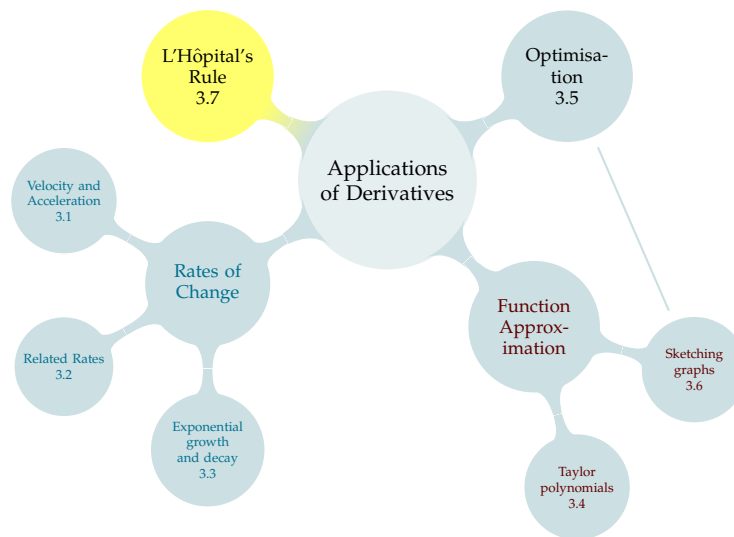 L'Hôpital's
Rule
3.7
Optimisa-
tion
3.5
Applications
of Derivatives
Velocity and
Acceleration
3.1
Rates of
Change
Related Rates
3.2
Exponential
growth
and decay
3.3
Function
Approx-
imation
Sketching
graphs
3.6
Taylor
polynomials
3.4